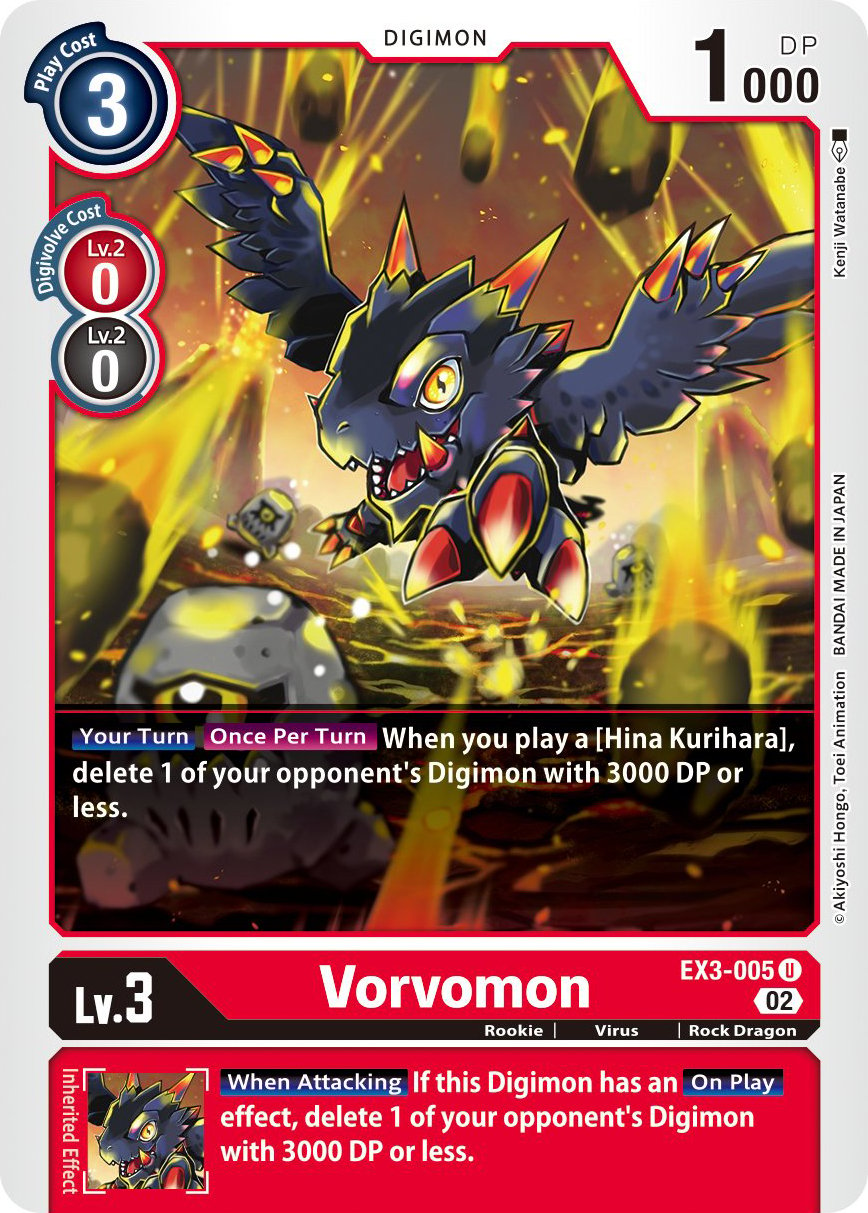 DIGIMON
Play Cost
3
DP
1000
Digivolve Cost
Lv.2
0
Lv.2
0
Kenji Watanabe
Your Turn Once Per Turn When you play a [Hina Kurihara],
delete 1 of your opponent's Digimon with 3000 DP or
less.
© Akiyoshi Hongo, Toei Animation BANDAI MADE IN JAPAN
Lv.3
Vorvomon
EX3-005 U
02
Rookie | Virus | Rock Dragon
Inherited Effect
When Attacking If this Digimon has an On Play
effect, delete 1 of your opponent's Digimon
with 3000 DP or less.